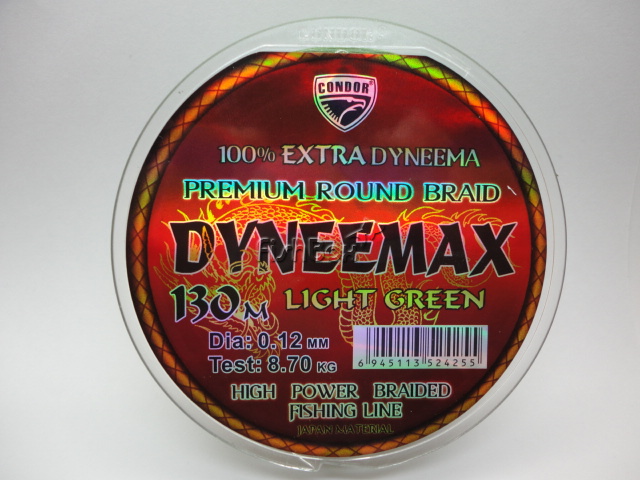 CONDOR®
100% EXTRA DYNEEMA
PREMIUM ROUND BRAID
DYNEEMAX
130M
LIGHT GREEN
Dia: 0.12 MM
Test: 8.70 KG
6 945113 524255
HIGH POWER BRAIDED
FISHING LINE
JAPAN MATERIAL